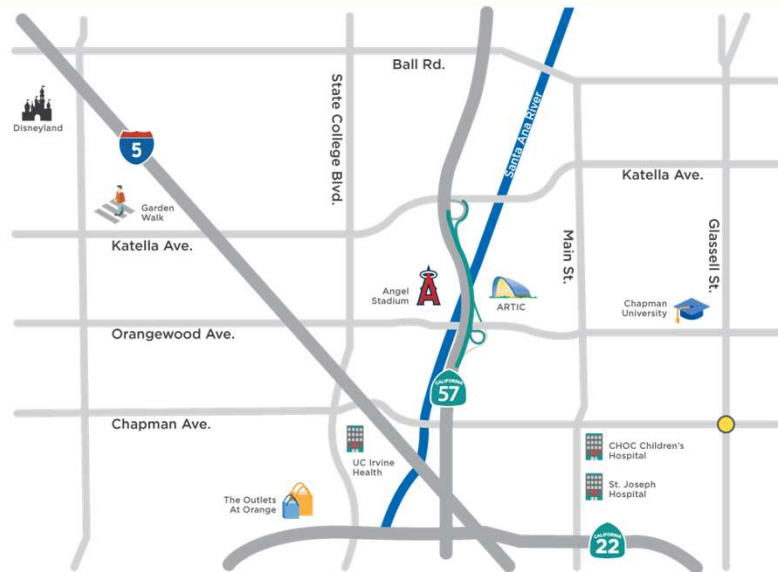 Ball Rd.
State College Blvd.
Santa Ana River
Disneyland
5
Katella Ave.
Garden
Walk
Katella Ave.
Main St.
Glassell St.
Angel
Stadium
A
ARTIC
Chapman
University
Orangewood Ave.
CALIFORNIA
57
Chapman Ave.
UC Irvine
Health
CHOC Children's
Hospital
St. Joseph
Hospital
The Outlets
At Orange
CALIFORNIA
22